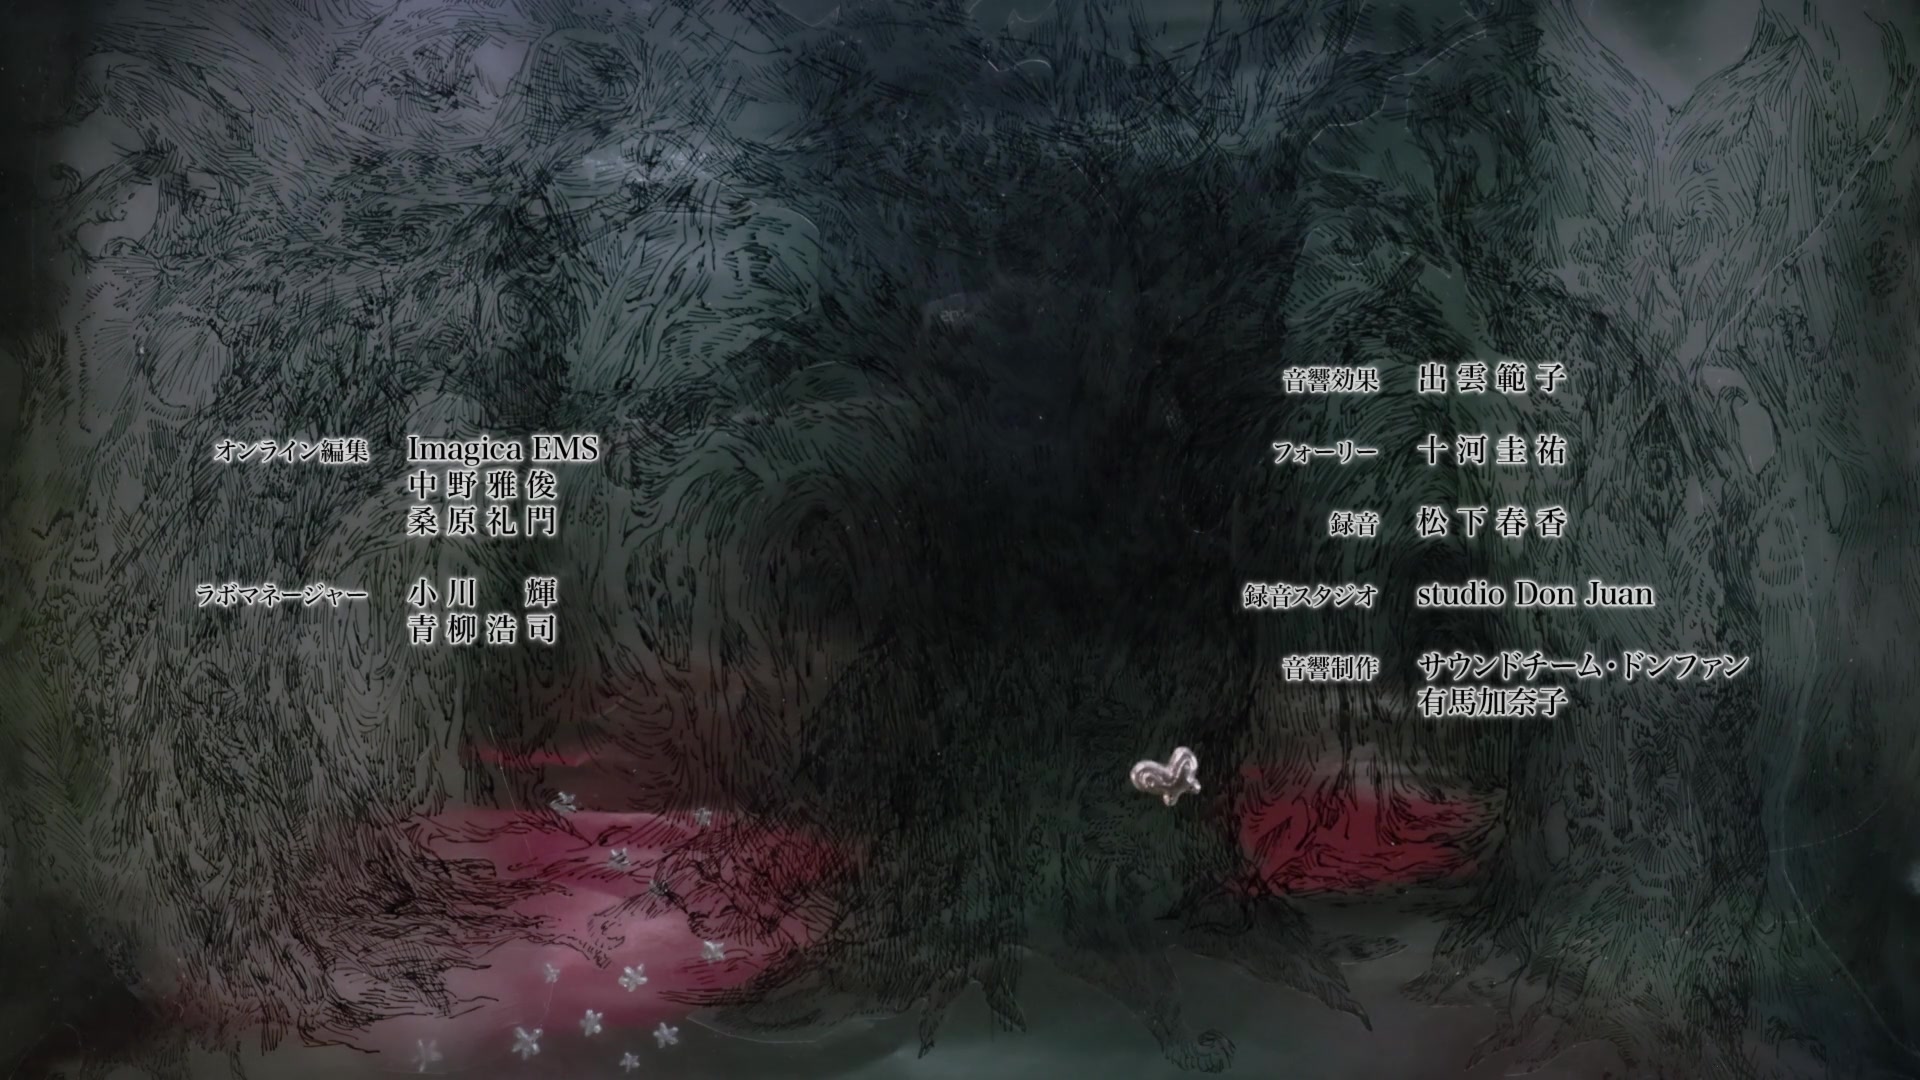 オンライン編集 Imagica EMS
中野雅俊
桑原礼門
ラボマネージャー 小川 輝
青柳浩司
音響効果 出雲範子
フォーリー 十河圭祐
録音 松下春香
録音スタジオ studio Don Juan
音響制作 サウンドチーム・ドンファン
有馬加奈子